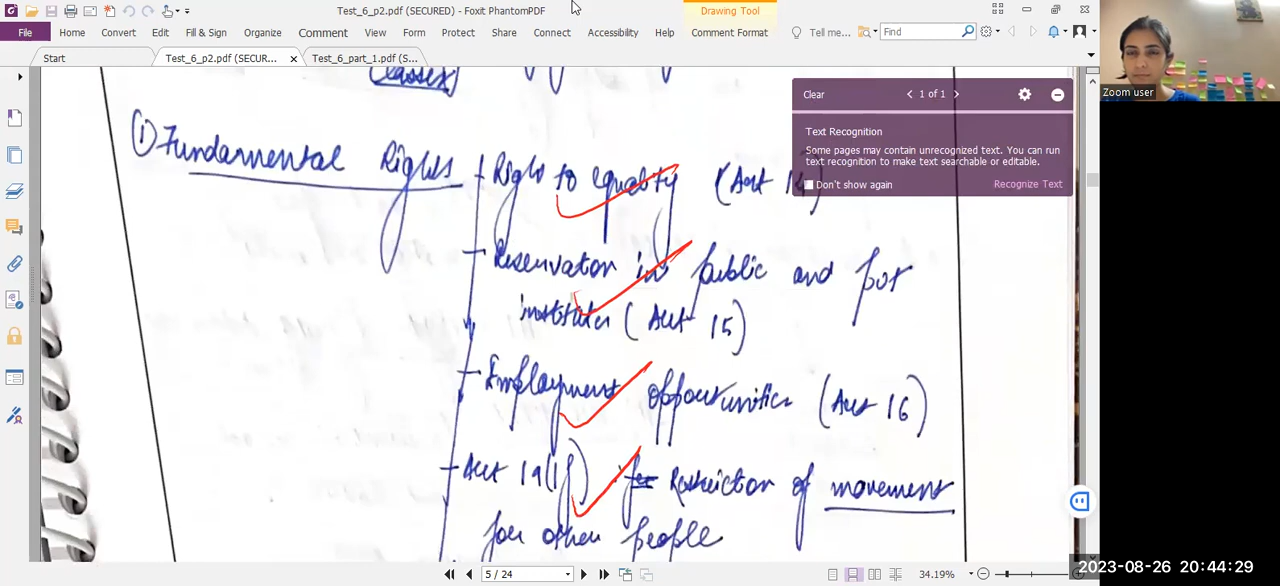 Test_6_p2.pdf (SECURED) - Foxit PhantomPDF
Drawing Tool
File Home Convert Edit Fill & Sign Organize Comment View Form Protect Share Connect Accessibility Help Comment Format Tell me... Find
Start Test_6_p2.pdf (SECUR... Test_6_part_1.pdf (S...
Classes)
Clear 1 of 1
Text Recognition
Some pages may contain unrecognized text. You can run
text recognition to make text searchable or editable.
Don't show again Recognize Text
Zoom user
(i) Fundamental Rights - Right to equality (Art 14)
- Reservation in public and pvt
institutes (Art 15)
- Employment opportunities (Art 16)
- Art 19(1) Restriction of movement
for other people
5 / 24
34.19%
2023-08-26 20:44:29